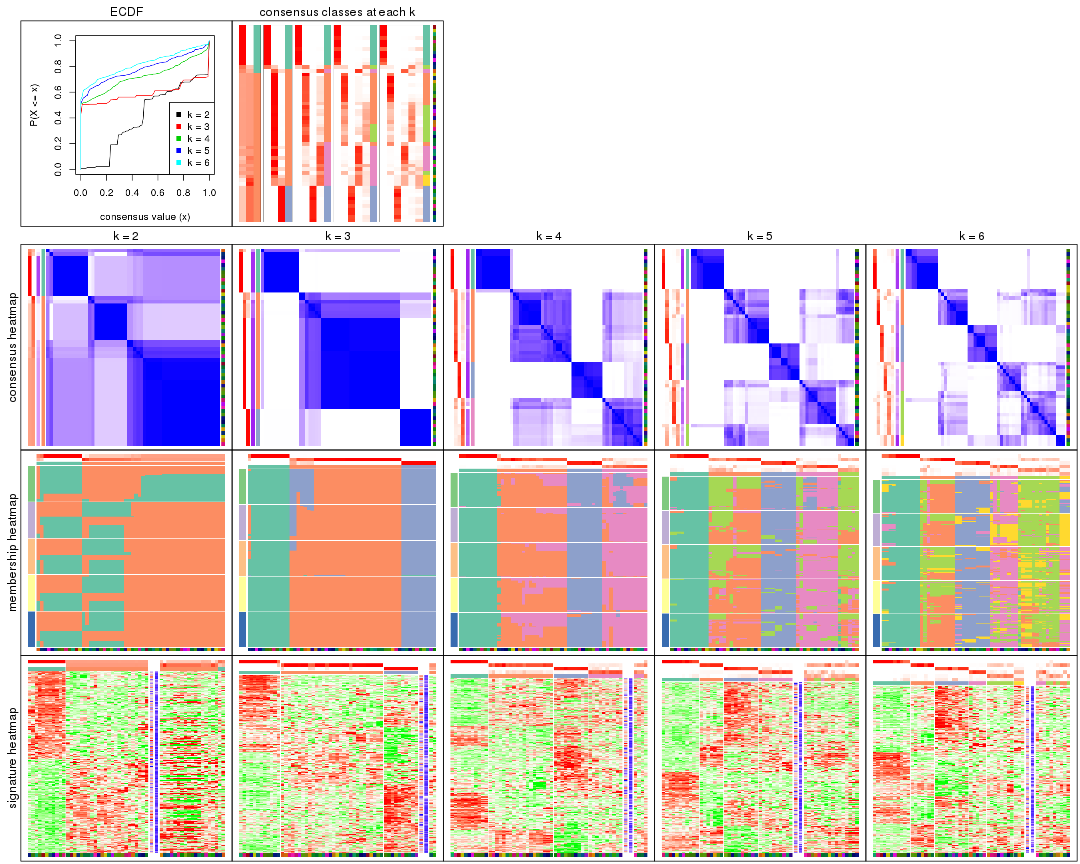 ECDF
consensus classes at each k
P(X <= x)
1.0
0.8
0.6
0.4
0.2
0.0
k = 2
k = 3
k = 4
k = 5
k = 6
0.0 0.2 0.4 0.6 0.8 1.0
consensus value (x)
k = 2
k = 3
k = 4
k = 5
k = 6
consensus heatmap
membership heatmap
signature heatmap